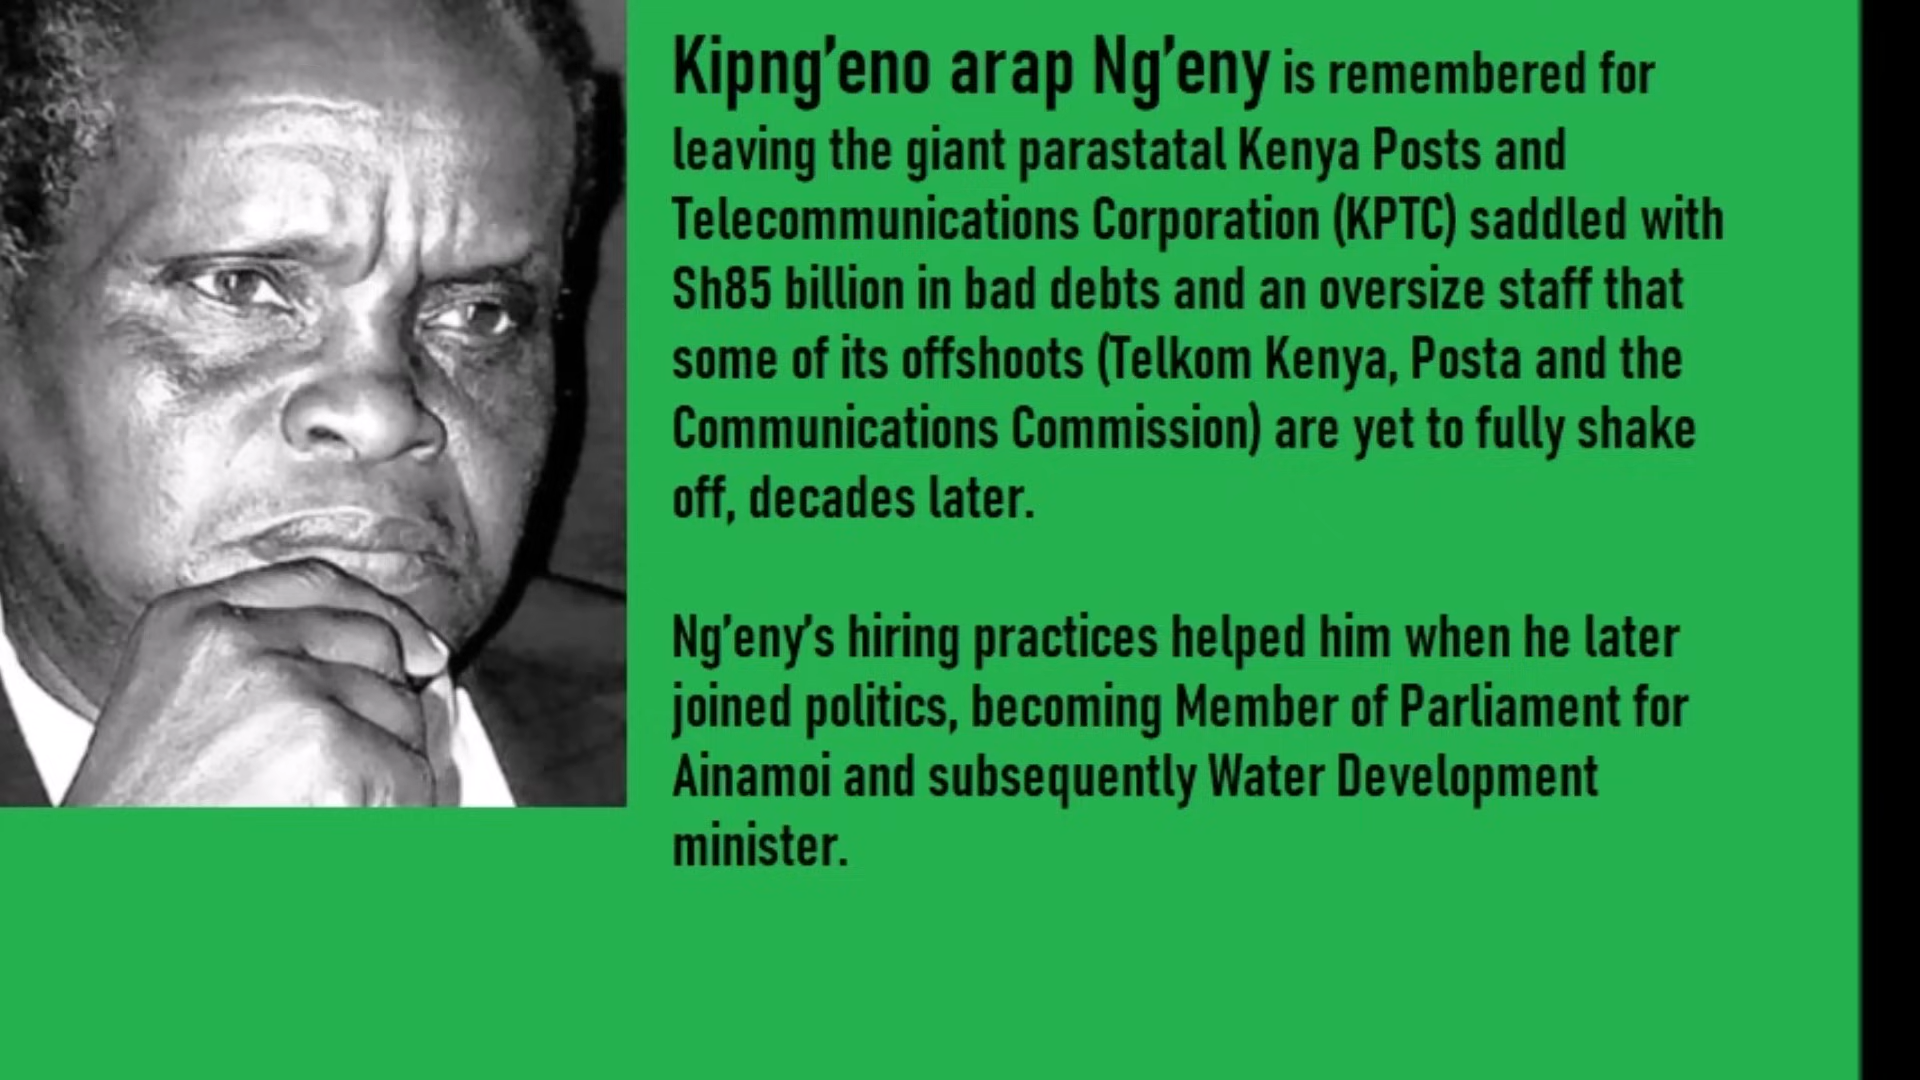 Kipng’eno arap Ng’eny is remembered for
leaving the giant parastatal Kenya Posts and
Telecommunications Corporation (KPTC) saddled with
Sh85 billion in bad debts and an oversize staff that
some of its offshoots (Telkom Kenya, Posta and the
Communications Commission) are yet to fully shake
off, decades later.
Ng’eny’s hiring practices helped him when he later
joined politics, becoming Member of Parliament for
Ainamoi and subsequently Water Development
minister.